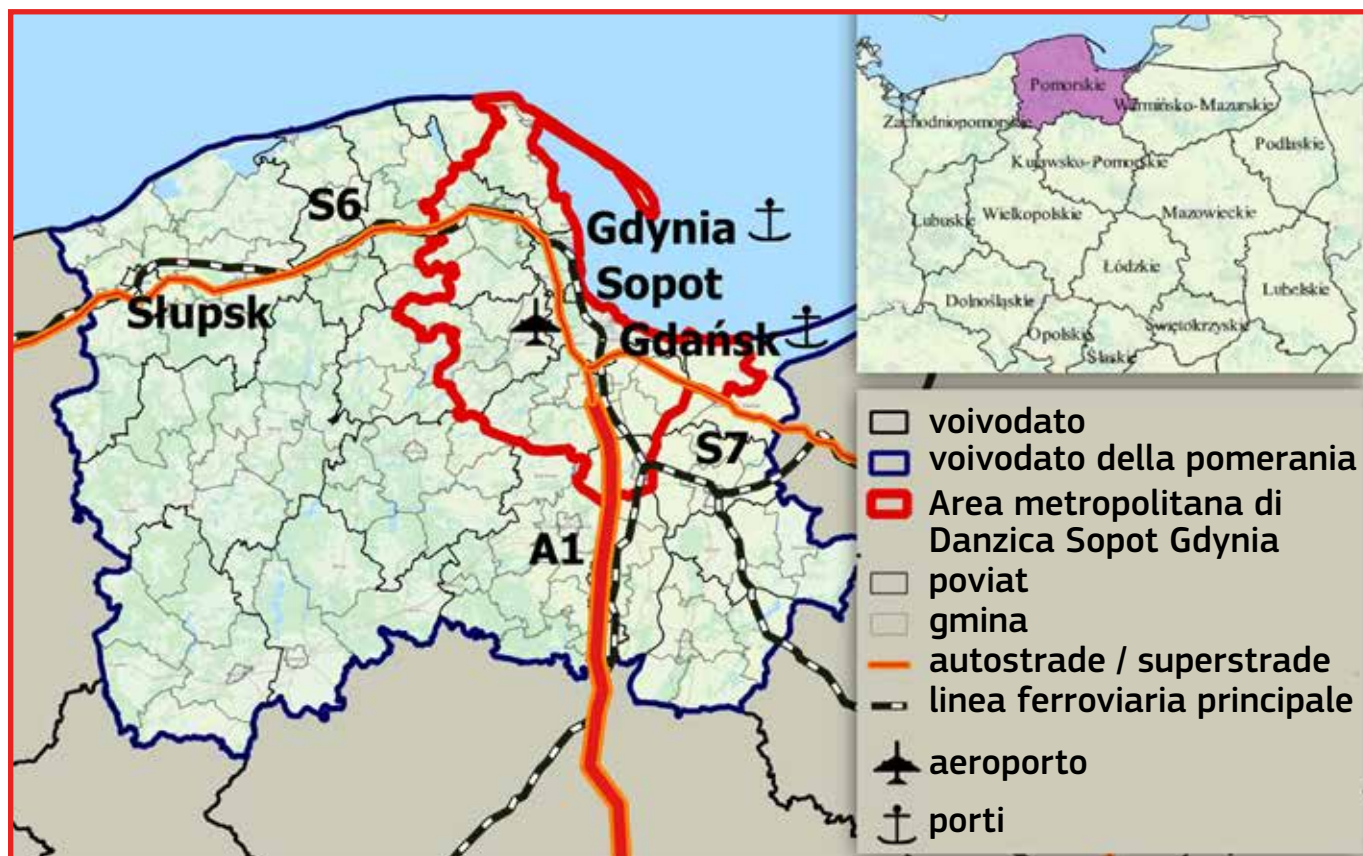 S6
Słupsk
Gdynia
Sopot
Gdańsk
S7
A1
Pomorskie
Zachodniopomorskie
Warmińsko-Mazurskie
Podlaskie
Kujawsko-Pomorskie
Lubuskie
Wielkopolskie
Mazowieckie
Łódzkie
Lubelskie
Dolnośląskie
Opolskie
Śląskie
Świętokrzyskie
voivodato
voivodato della pomerania
Area metropolitana di
Danzica Sopot Gdynia
poviat
gmina
autostrade / superstrade
linea ferroviaria principale
aeroporto
porti